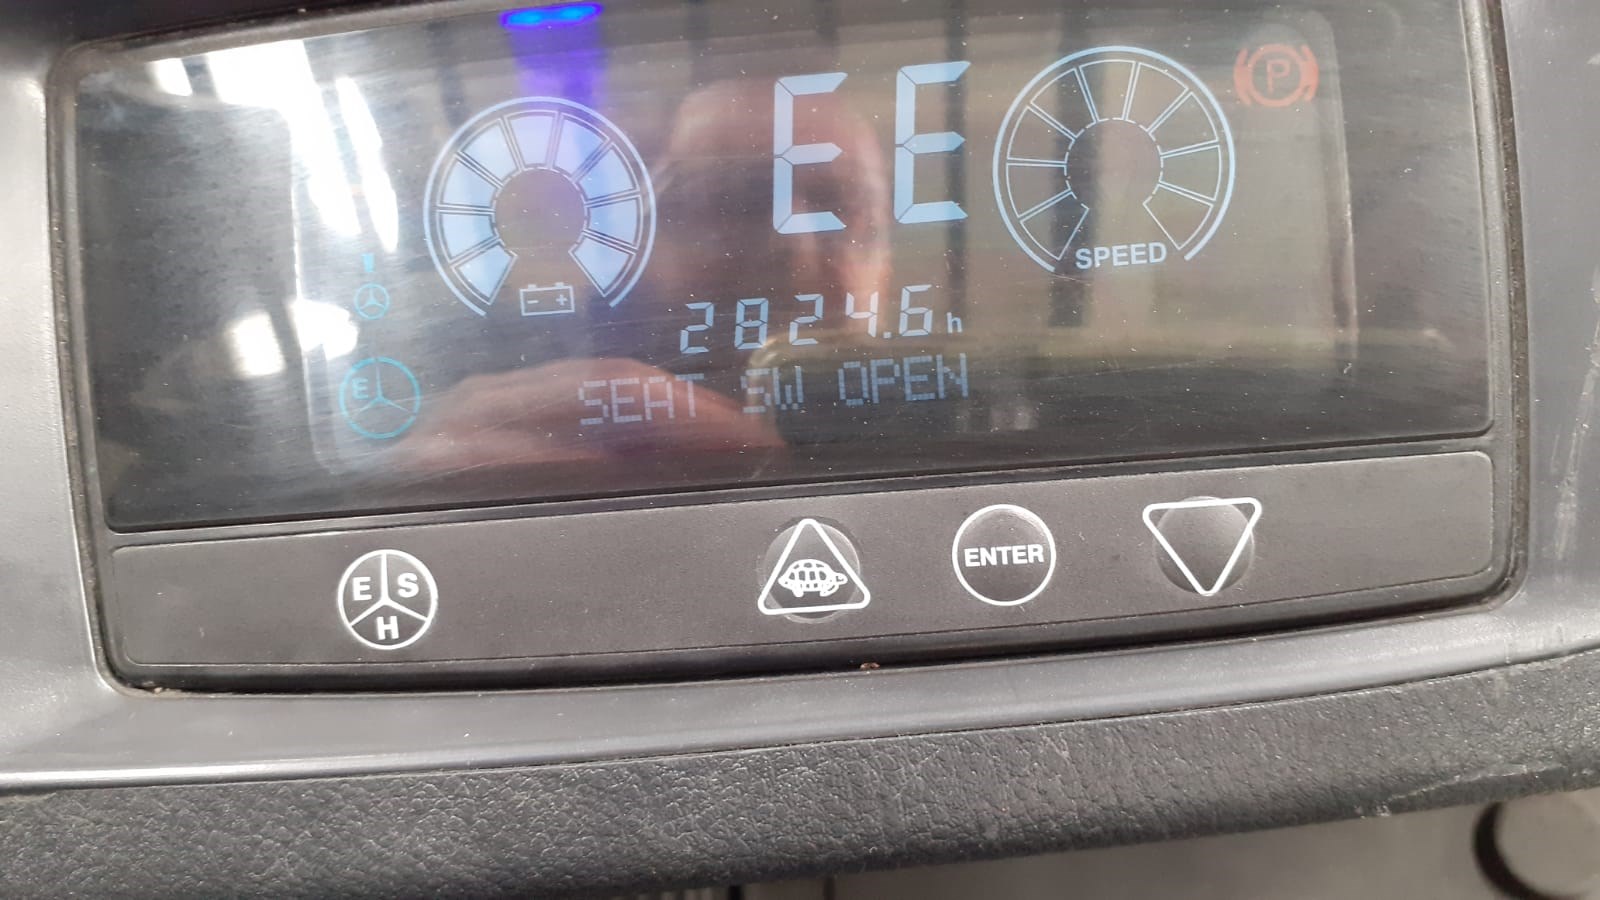 EE
P
SPEED
- +
2824.6h
E
SEAT SW OPEN
E S
H
ENTER